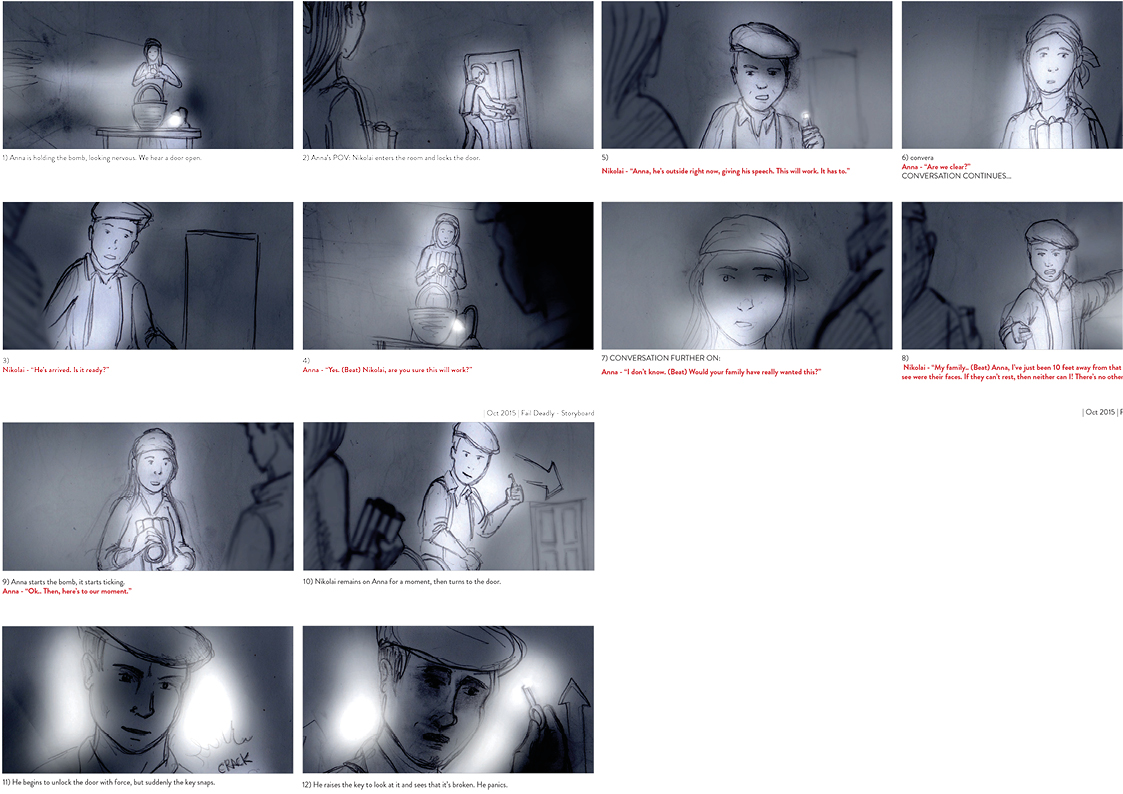 1) Anna is holding the bomb, looking nervous. We hear a door open.
2) Anna's POV: Nikolai enters the room and locks the door.
3)
Nikolai - "He's arrived. Is it ready?"
4)
Anna - "Yes. (Beat) Nikolai, are you sure this will work?"
5)
Nikolai - "Anna, he's outside right now, giving his speech. This will work. It has to."
6) convera
Anna - "Are we clear?"
CONVERSATION CONTINUES...
7) CONVERSATION FURTHER ON:
Anna - "I don't know. (Beat) Would your family have really wanted this?"
8)
Nikolai - "My family.. (Beat) Anna, I've just been 10 feet away from that
see were their faces. If they can't rest, then neither can I! There's no other
| Oct 2015 | Fail Deadly - Storyboard
| Oct 2015 | F
9) Anna starts the bomb, it starts ticking.
Anna - "Ok.. Then, here's to our moment."
10) Nikolai remains on Anna for a moment, then turns to the door.
CRACK
11) He begins to unlock the door with force, but suddenly the key snaps.
12) He raises the key to look at it and sees that it's broken. He panics.